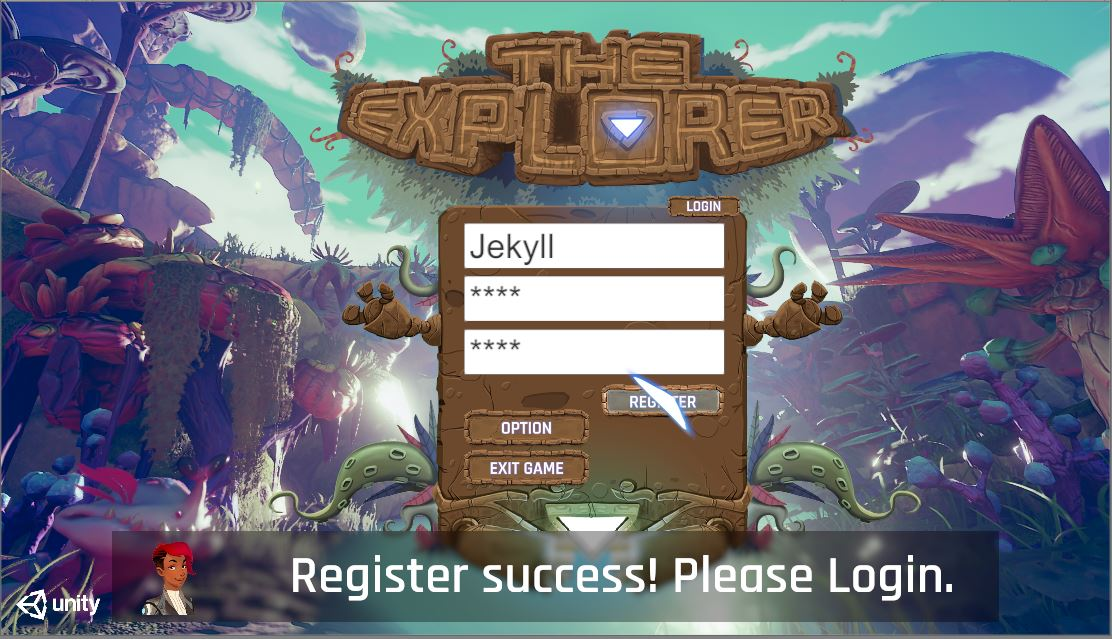 THE
EXPLORER
LOGIN
Jekyll
****
****
REGISTER
OPTION
EXIT GAME
Register success! Please Login.
unity